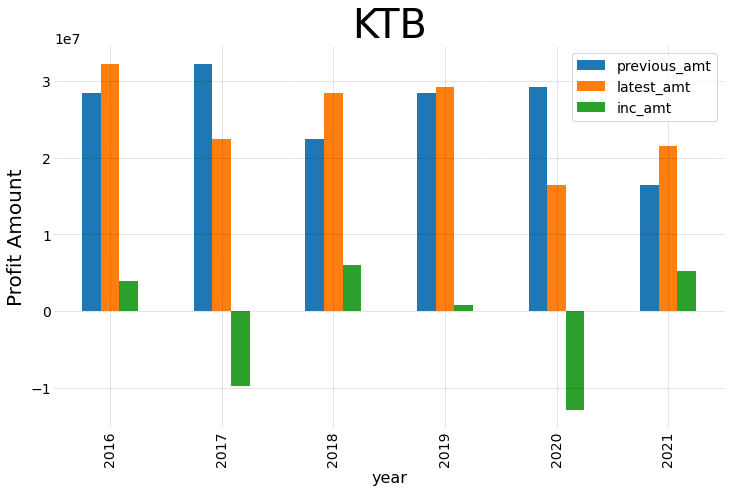 KTB
1e7
previous_amt
latest_amt
inc_amt
3
2
1
0
−1
Profit Amount
2016
2017
2018
2019
2020
2021
year